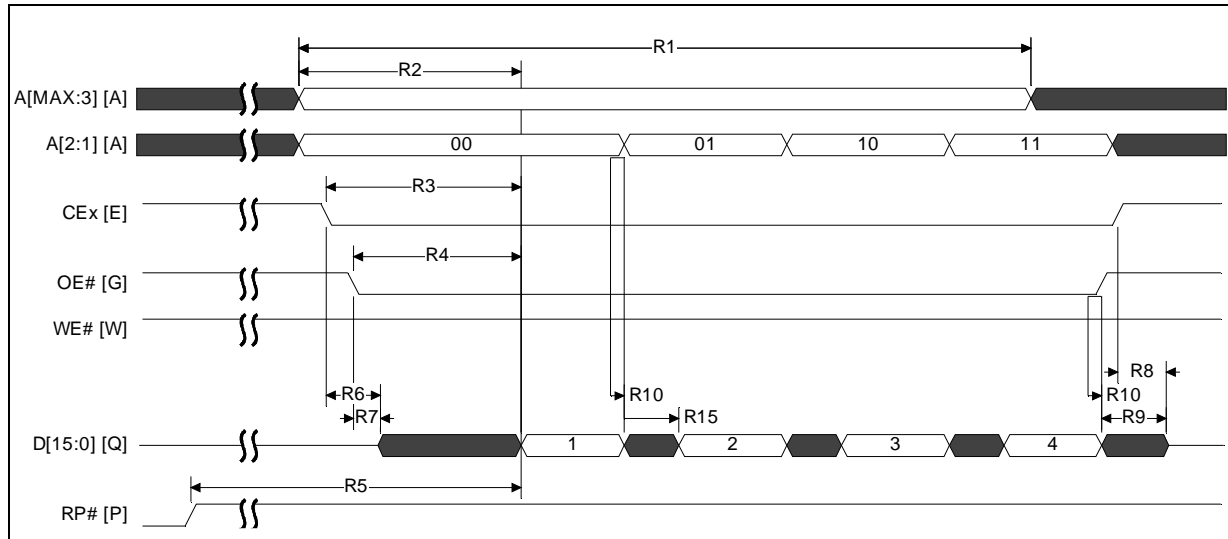 R1
R2
A[MAX:3] [A]
A[2:1] [A]
00
01
10
11
R3
CEx [E]
R4
OE# [G]
WE# [W]
R6
R8
R7
R10
R15
R10
R9
D[15:0] [Q]
1
2
3
4
R5
RP# [P]